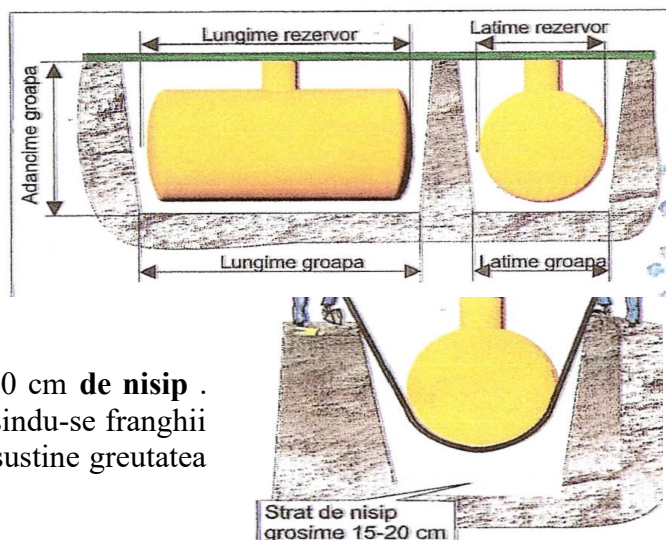 Lungime rezervor
Latime rezervor
Adancime groapa
Lungime groapa
Latime groapa
0 cm de nisip .
indu-se franghii
sustine greutatea
Strat de nisip
grosime 15-20 cm